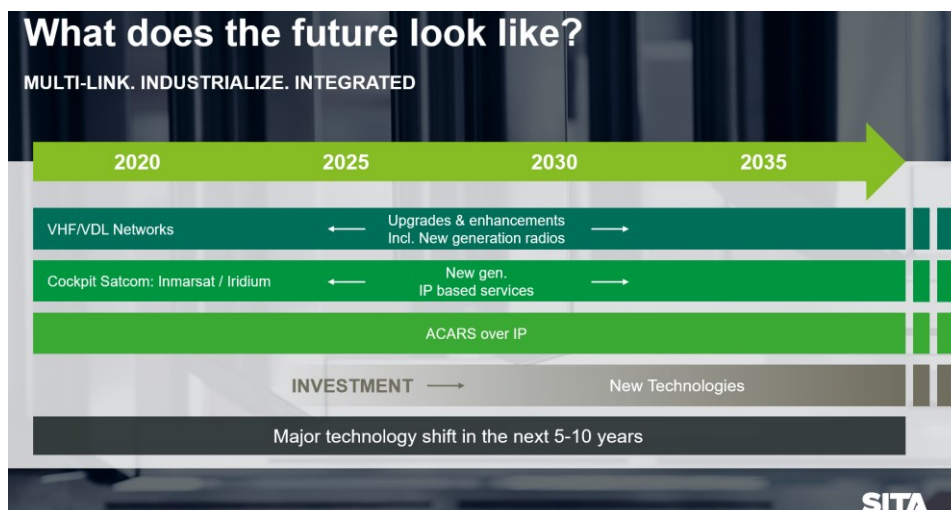 What does the future look like?
MULTI-LINK. INDUSTRIALIZE. INTEGRATED
2020 2025 2030 2035
VHF/VDL Networks
Upgrades & enhancements
Incl. New generation radios
Cockpit Satcom: Inmarsat / Iridium
New gen.
IP based services
ACARS over IP
INVESTMENT
New Technologies
Major technology shift in the next 5-10 years
SITA